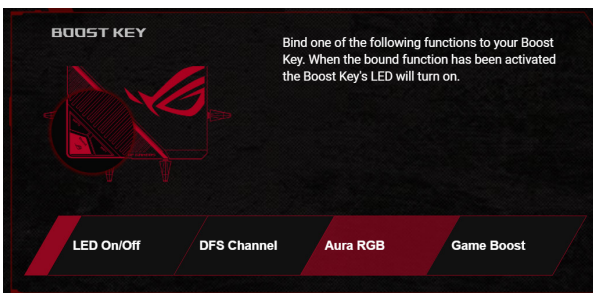 BOOST KEY
Bind one of the following functions to your Boost
Key. When the bound function has been activated
the Boost Key's LED will turn on.
LED On/Off
DFS Channel
Aura RGB
Game Boost